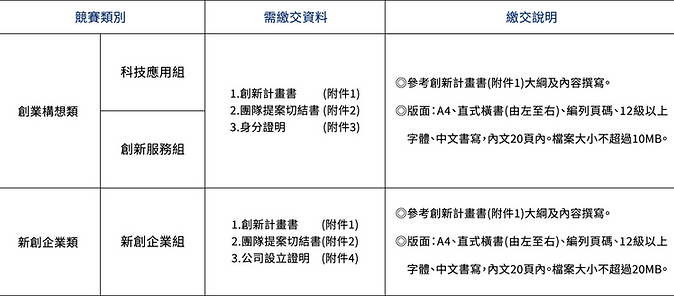 競賽類別 需繳交資料 繳交說明
創業構想類
科技應用組
創新服務組
1.創新計畫書 (附件1)
2.團隊提案切結書 (附件2)
3.身分證明 (附件3)
◎參考創新計畫書(附件1)大綱及內容撰寫。
◎版面：A4、直式橫書(由左至右)、編列頁碼、12級以上
字體、中文書寫，內文20頁內。檔案大小不超過10MB。
新創企業類
新創企業組
1.創新計畫書 (附件1)
2.團隊提案切結書(附件2)
3.公司設立證明 (附件4)
◎參考創新計畫書(附件1)大綱及內容撰寫。
◎版面：A4、直式橫書(由左至右)、編列頁碼、12級以上
字體、中文書寫，內文20頁內。檔案大小不超過20MB。